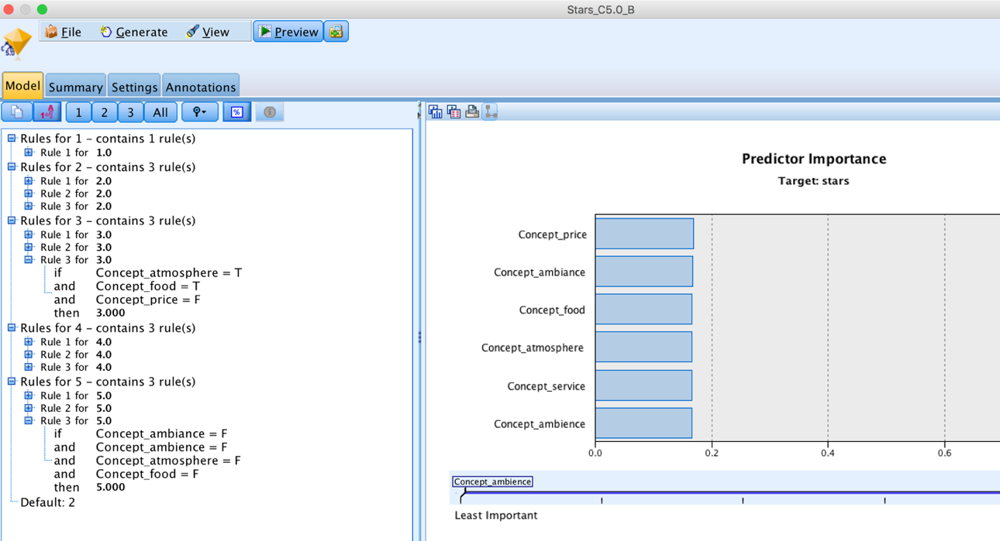 Stars_C5.0_B
File Generate View Preview
C5.0
Model Summary Settings Annotations
1 2 3 All %
Rules for 1 – contains 1 rule(s)
Rule 1 for 1.0
Rules for 2 – contains 3 rule(s)
Rule 1 for 2.0
Rule 2 for 2.0
Rule 3 for 2.0
Rules for 3 – contains 3 rule(s)
Rule 1 for 3.0
Rule 2 for 3.0
Rule 3 for 3.0
if Concept_atmosphere = T
and Concept_food = T
and Concept_price = F
then 3.000
Rules for 4 – contains 3 rule(s)
Rule 1 for 4.0
Rule 2 for 4.0
Rule 3 for 4.0
Rules for 5 – contains 3 rule(s)
Rule 1 for 5.0
Rule 2 for 5.0
Rule 3 for 5.0
if Concept_ambiance = F
and Concept_ambience = F
and Concept_atmosphere = F
and Concept_food = F
then 5.000
Default: 2
Predictor Importance
Target: stars
Concept_price
Concept_ambiance
Concept_food
Concept_atmosphere
Concept_service
Concept_ambience
0.0 0.2 0.4 0.6
Concept_ambience
Least Important